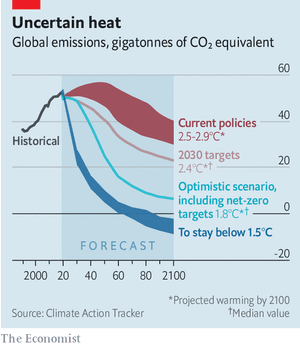 Uncertain heat
Global emissions, gigatonnes of CO₂ equivalent
60
40
20
0
-20
Historical
Current policies
2.5-2.9°C*
2030 targets
2.4°C*†
Optimistic scenario,
including net-zero
targets 1.8°C*†
To stay below 1.5°C
FORECAST
2000 20 40 60 80 2100
*Projected warming by 2100
Source: Climate Action Tracker †Median value
The Economist